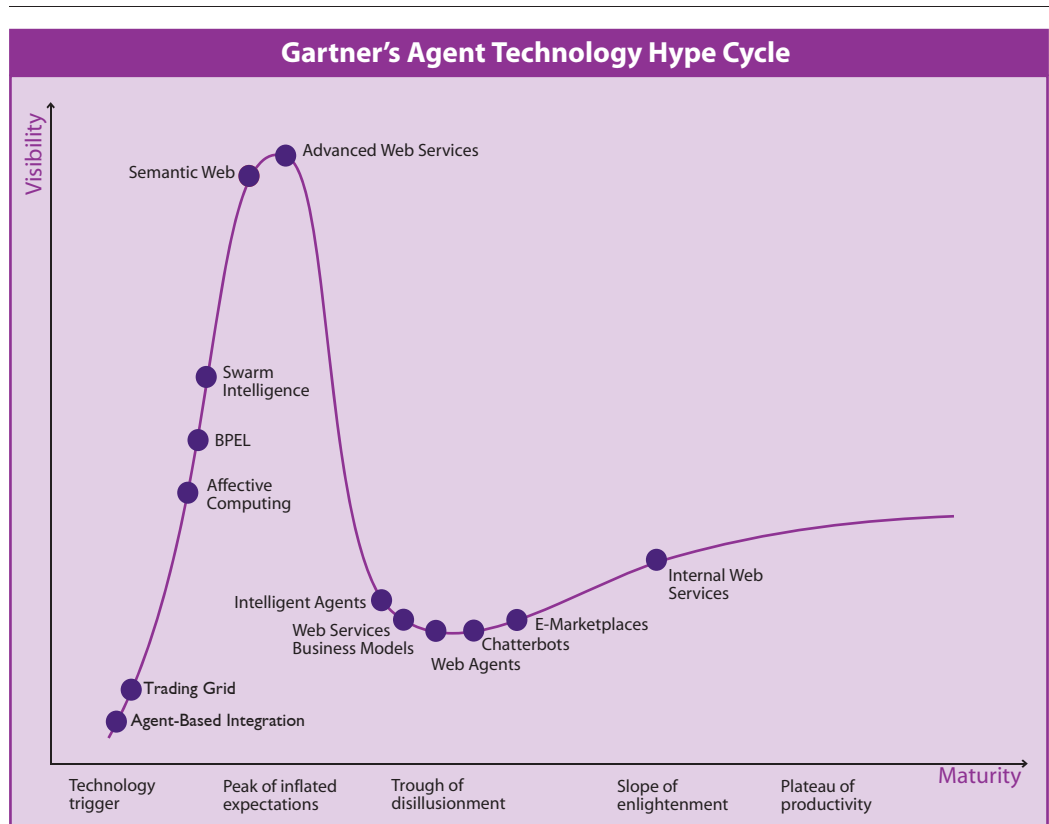 Gartner’s Agent Technology Hype Cycle
Visibility
Advanced Web Services
Semantic Web
Swarm
Intelligence
BPEL
Affective
Computing
Internal Web
Services
Intelligent Agents
E-Marketplaces
Web Services
Business Models
Chatterbots
Web Agents
Trading Grid
Agent-Based Integration
Maturity
Technology
trigger
Peak of inflated
expectations
Trough of
disillusionment
Slope of
enlightenment
Plateau of
productivity